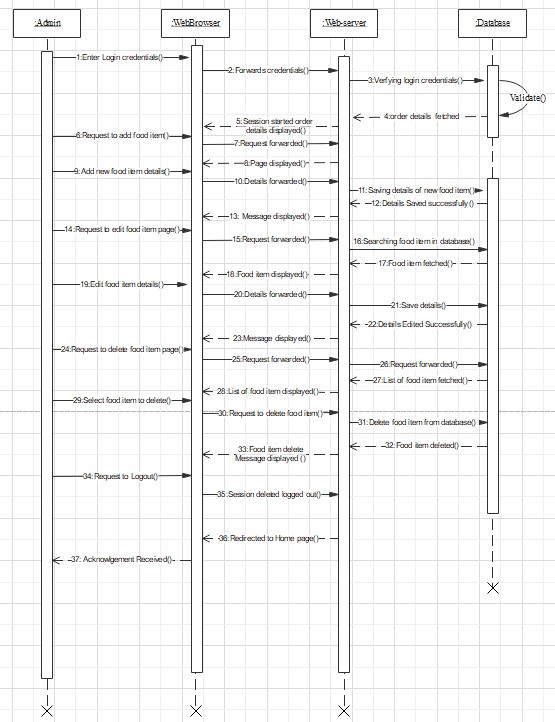 :Admin
:WebBrowser
:Web-server
:Database
1:Enter Login credentials()
2:Forwards credentials()
3:Verfying login credentials()
Validate()
4:order details fetched
5:Session started order
details displayed()
6:Request to add food item()
7:Request forwarded()
8:Page displayed()
9:Add new food item details()
10:Details forwarded()
11:Saving details of new food item()
12:Details Saved successfully()
13: Message displayed()
14:Request to edit food item page()
15:Request forwarded()
16:Searching food item in database()
17:Food item fetched()
18:Food item displayed()
19:Edit food item details()
20:Details forwarded()
21:Save details()
22:Details Edited Successfully()
23:Message displayed()
24:Request to delete food item page()
25:Request forwarded()
26:Request forwarded()
27:List of food item fetched()
28:List of food item displayed()
29:Select food item to delete()
30:Request to delete food item()
31:Delete food item from database()
32:Food item deleted()
33:Food item delete
Message displayed ()
34:Request to Logout()
35:Session deleted logged out()
36:Redirected to Home page()
37: Acknowlgement Received()